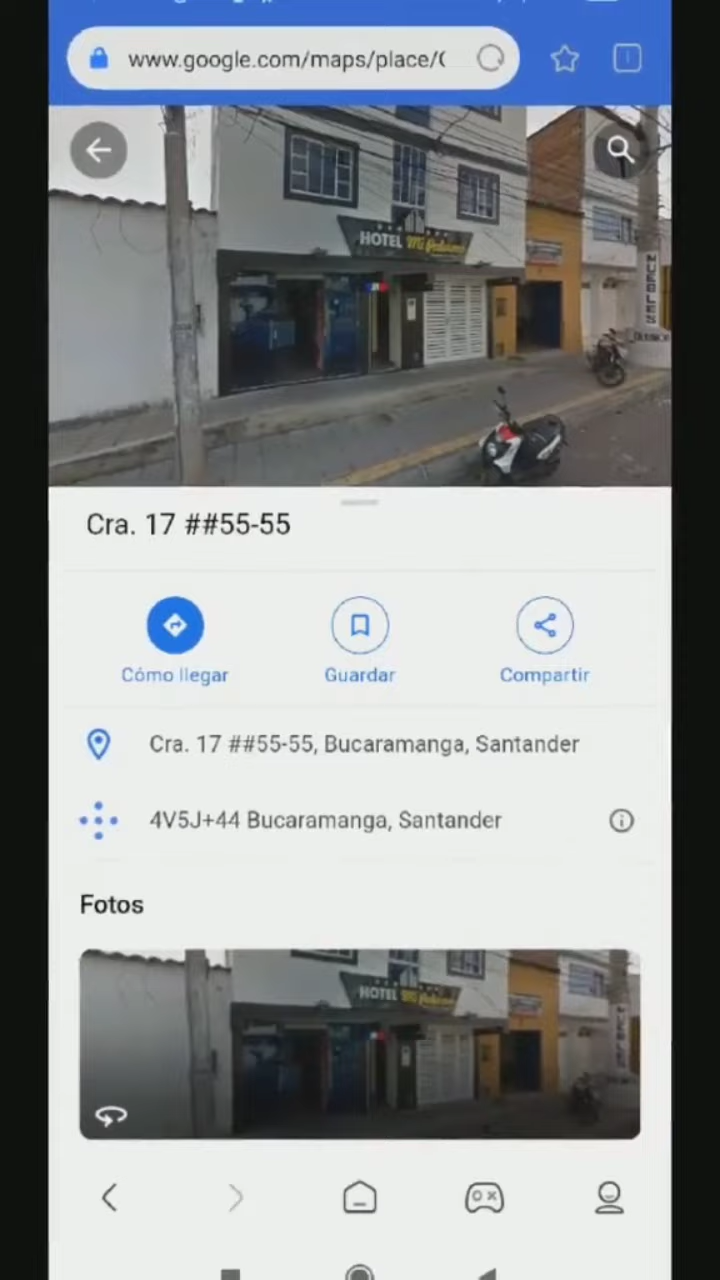 www.google.com/maps/place/
HOTEL
MUEBLES
Cra. 17 ##55-55
Cómo llegar
Guardar
Compartir
Cra. 17 ##55-55, Bucaramanga, Santander
4V5J+44 Bucaramanga, Santander
Fotos
HOTEL